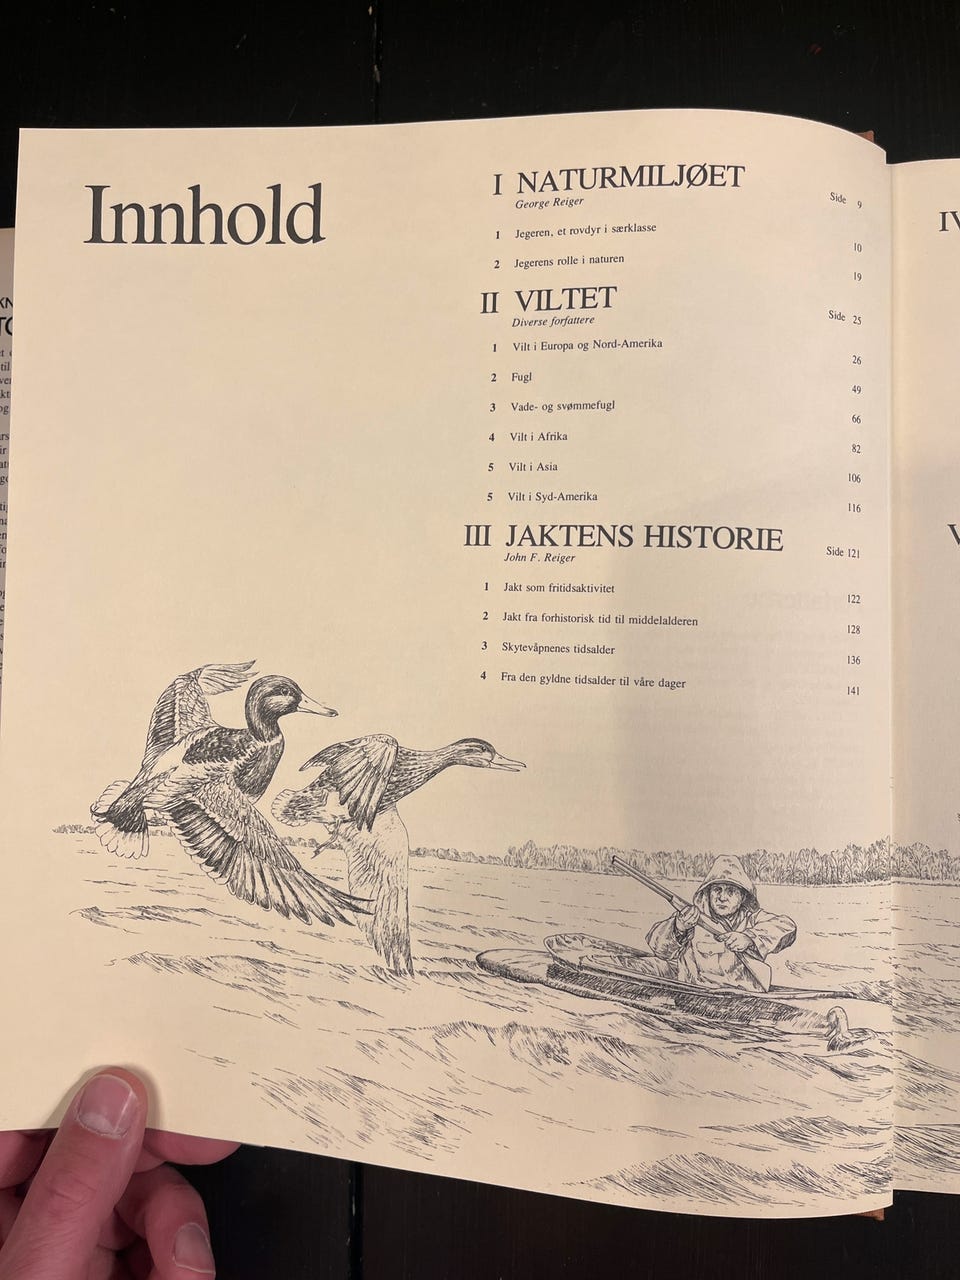 Innhold
I NATURMILJØET
George Reiger Side 9
1 Jegeren, et rovdyr i særklasse 10
2 Jegerens rolle i naturen 19
II VILTET
Diverse forfattere Side 25
1 Vilt i Europa og Nord-Amerika 26
2 Fugl 49
3 Vade- og svømmefugl 66
4 Vilt i Afrika 82
5 Vilt i Asia 106
5 Vilt i Syd-Amerika 116
III JAKTENS HISTORIE
John F. Reiger Side 121
1 Jakt som fritidsaktivitet 122
2 Jakt fra forhistorisk tid til middelalderen 128
3 Skytevåpnenes tidsalder 136
4 Fra den gyldne tidsalder til våre dager 141
IV